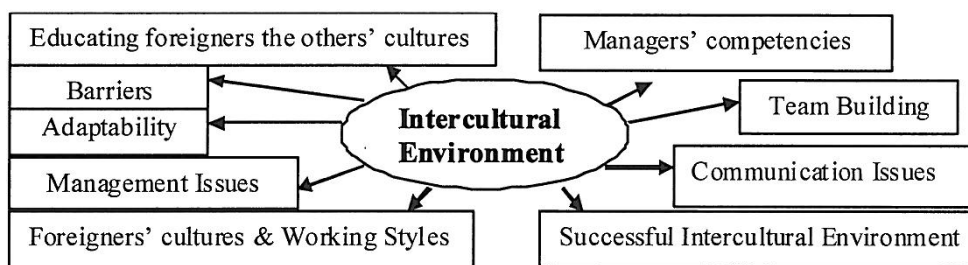 Educating foreigners the others' cultures
Managers' competencies
Barriers
Team Building
Adaptability
Intercultural
Environment
Management Issues
Communication Issues
Foreigners' cultures & Working Styles
Successful Intercultural Environment